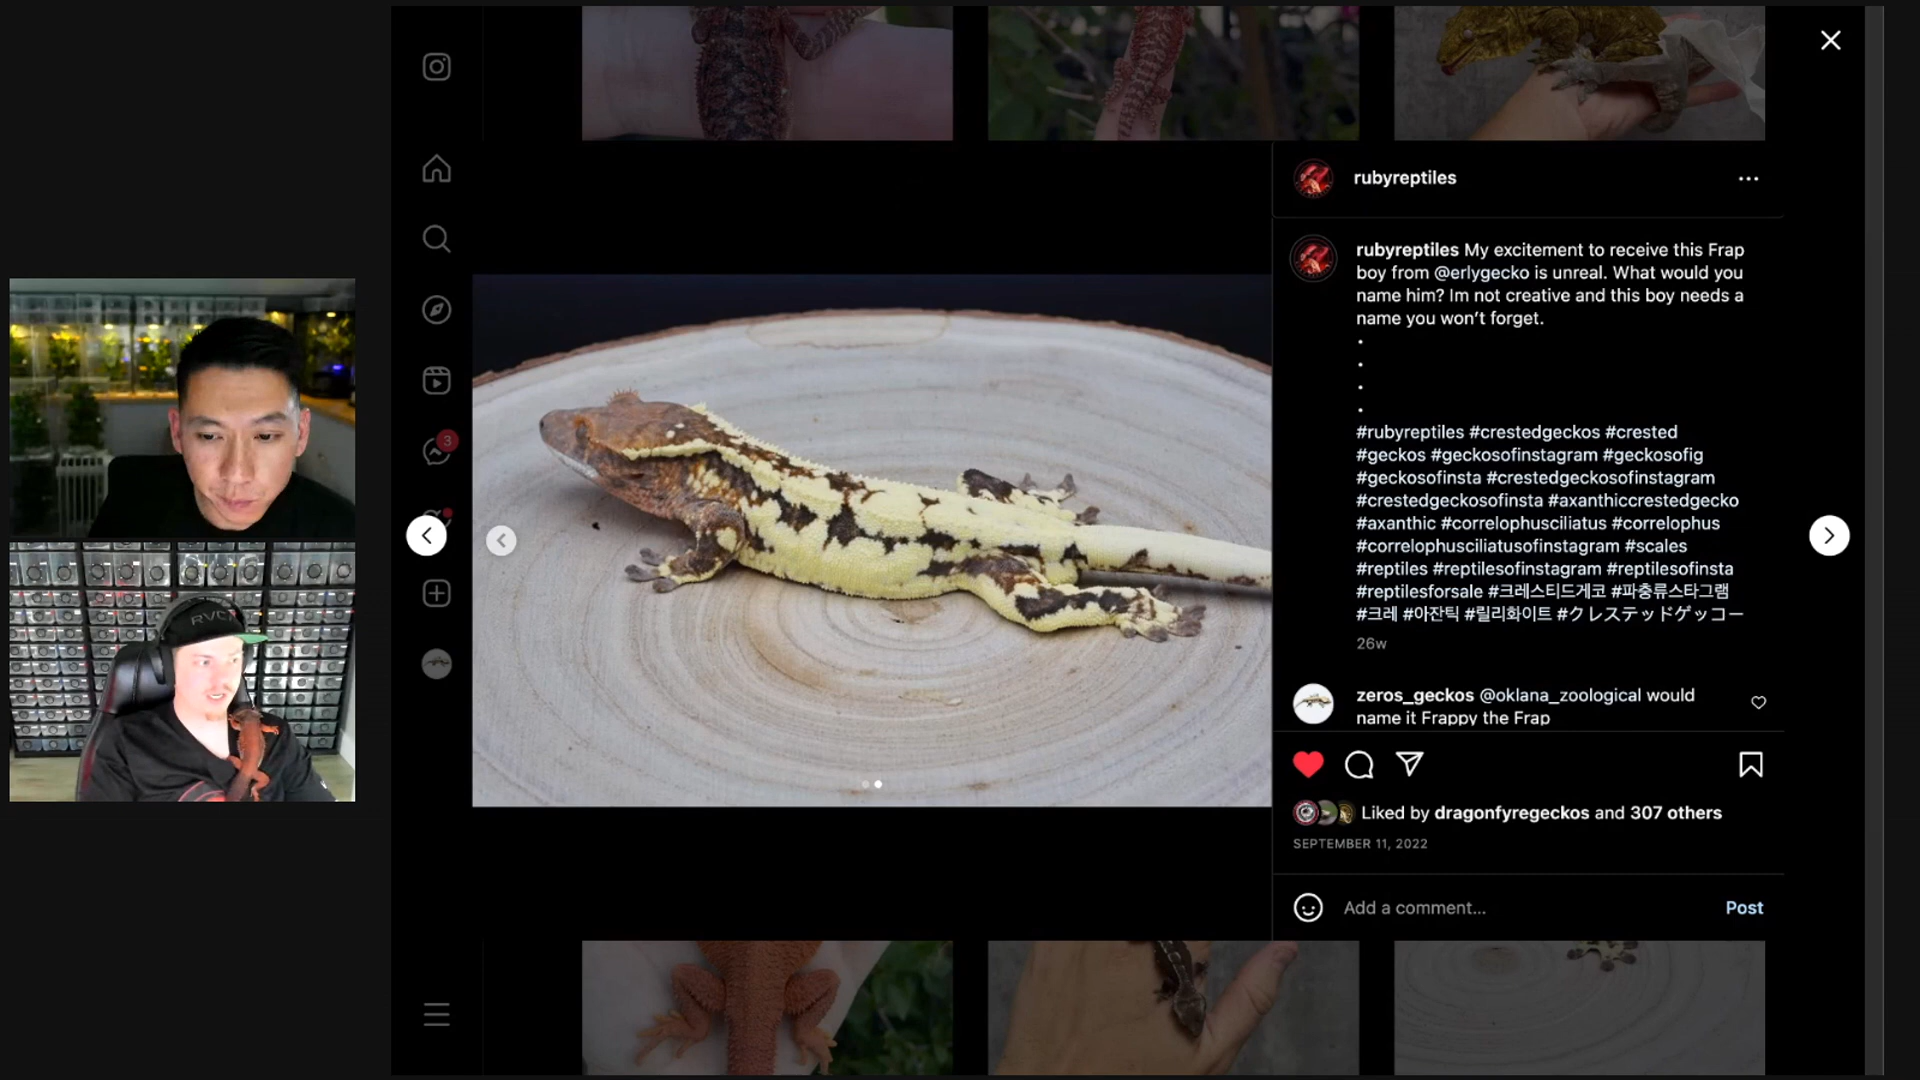 rubyreptiles
rubyreptiles My excitement to receive this Frap
boy from @erlygecko is unreal. What would you
name him? Im not creative and this boy needs a
name you won’t forget.
.
.
.
.
#rubyreptiles #crestedgeckos #crested
#geckos #geckosofinstagram #geckosofig
#geckosofinsta #crestedgeckosofinstagram
#crestedgeckosofinsta #axanthiccrestedgecko
#axanthic #correlophusciliatus #correlophus
#correlophusciliatusofinstagram #scales
#reptiles #reptilesofinstagram #reptilesofinsta
#reptilesforsale #크레스티드게코 #파충류스타그램
#크레 #아잔틱 #릴리화이트 #クレステッドゲッコー
26w
zeros_geckos @oklana_zoological would
name it Frappy the Frap
Liked by dragonfyregeckos and 307 others
SEPTEMBER 11, 2022
Add a comment...
Post
3
RVCA